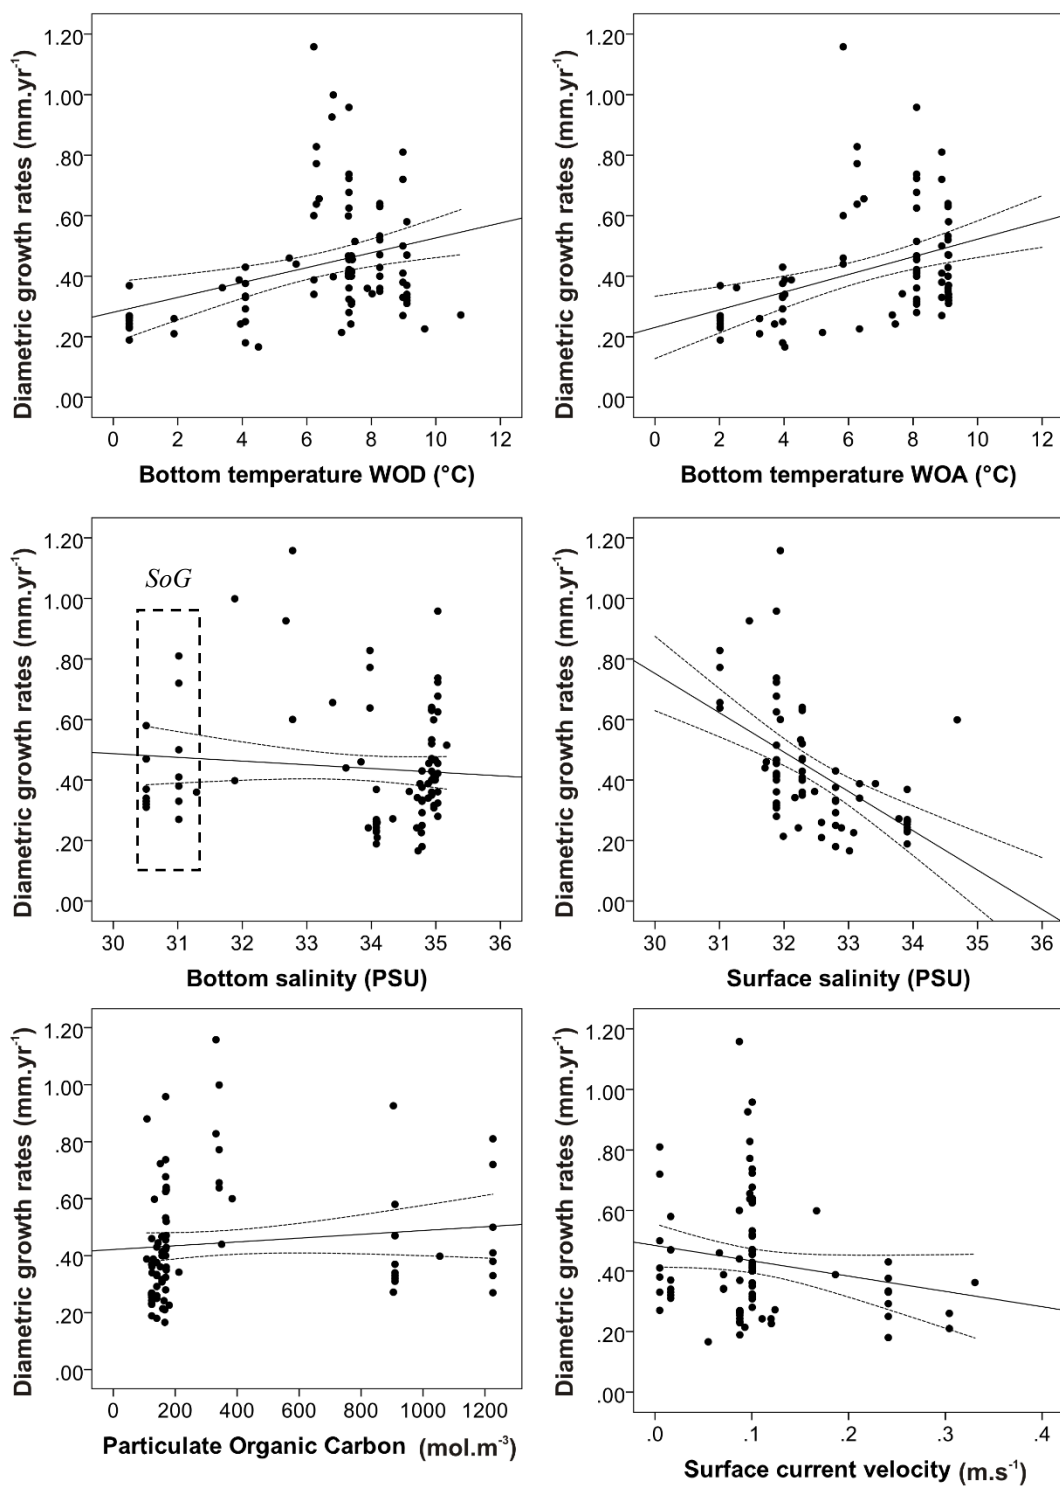 Diametric growth rates (mm.yr-1)
1.20
1.00
.80
.60
.40
.20
.00
0 2 4 6 8 10 12
Bottom temperature WOD (°C)
Diametric growth rates (mm.yr-1)
1.20
1.00
.80
.60
.40
.20
.00
0 2 4 6 8 10 12
Bottom temperature WOA (°C)
Diametric growth rates (mm.yr-1)
1.20
1.00
.80
.60
.40
.20
.00
SoG
30 31 32 33 34 35 36
Bottom salinity (PSU)
Diametric growth rates (mm.yr-1)
1.20
1.00
.80
.60
.40
.20
.00
30 31 32 33 34 35 36
Surface salinity (PSU)
Diametric growth rates (mm.yr-1)
1.20
1.00
.80
.60
.40
.20
.00
0 200 400 600 800 1000 1200
Particulate Organic Carbon (mol.m-3)
Diametric growth rates (mm.yr-1)
1.20
1.00
.80
.60
.40
.20
.00
.0 .1 .2 .3 .4
Surface current velocity (m.s-1)